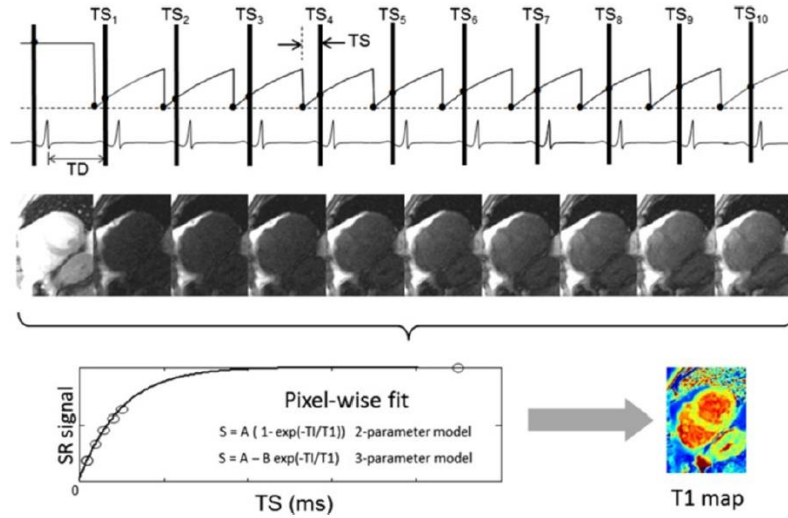 TS1 TS2 TS3 TS4 TS5 TS6 TS7 TS8 TS9 TS10
TS
TD
SR signal
Pixel-wise fit
S = A ( 1- exp(-TI/T1)) 2-parameter model
S = A – B exp(-TI/T1) 3-parameter model
0
TS (ms)
T1 map